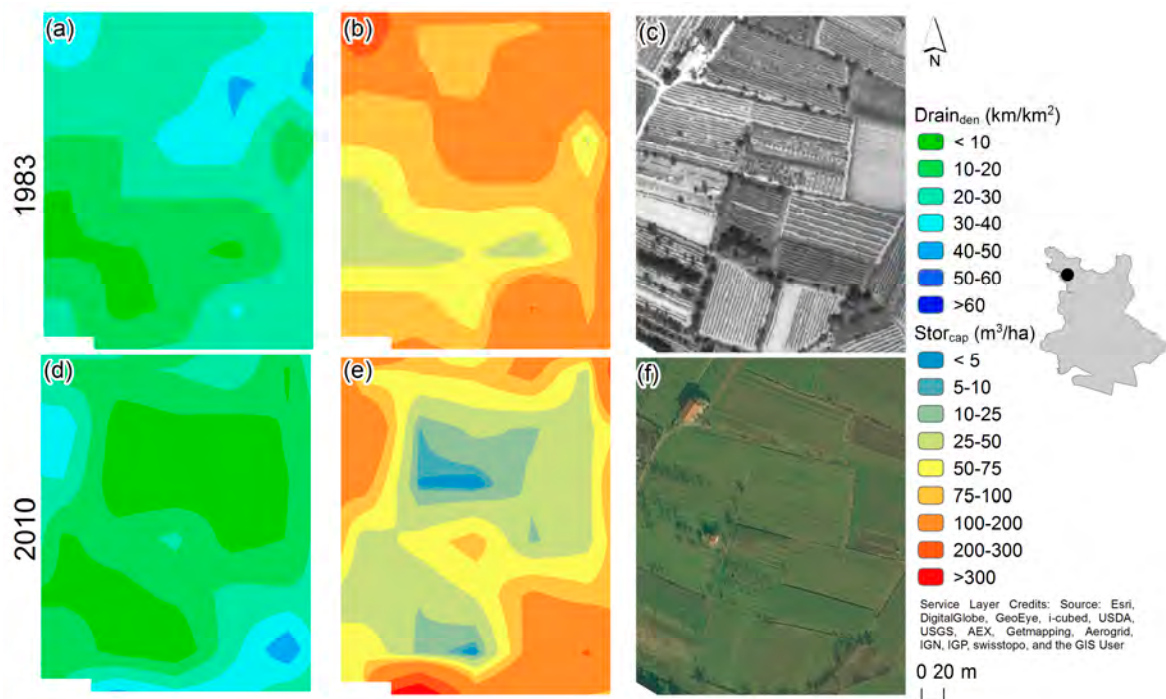 (a)
(b)
(c)
1983
(d)
(e)
(f)
2010
N
Drainden (km/km²)
< 10
10-20
20-30
30-40
40-50
50-60
>60
Storcap (m³/ha)
< 5
5-10
10-25
25-50
50-75
75-100
100-200
200-300
>300
Service Layer Credits: Source: Esri,
DigitalGlobe, GeoEye, i-cubed, USDA,
USGS, AEX, Getmapping, Aerogrid,
IGN, IGP, swisstopo, and the GIS User
0 20 m